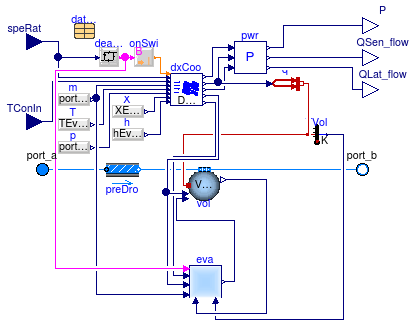 P
speRat
dat...
dea...
onSwi
dxCoo
pwr
P
QSen_flow
QLat_flow
m
port...
X
XE...
D...
q
T
TEv...
h
hEv...
TConIn
p
port...
Vol
K
port_a
port_b
preDro
V...
vol
eva